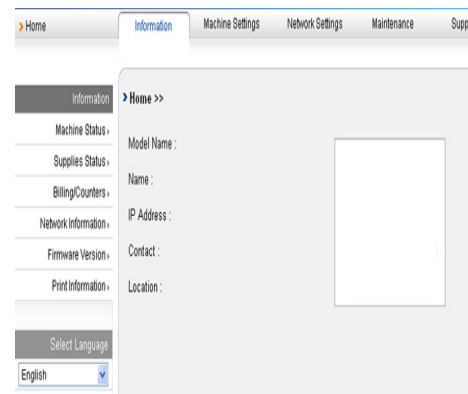 Home
Information Machine Settings Network Settings Maintenance
Information
Machine Status
Supplies Status
Billing/Counters
Network Information
Firmware Version
Print Information
Select Language
English
Home >>
Model Name :
Name :
IP Address :
Contact :
Location :